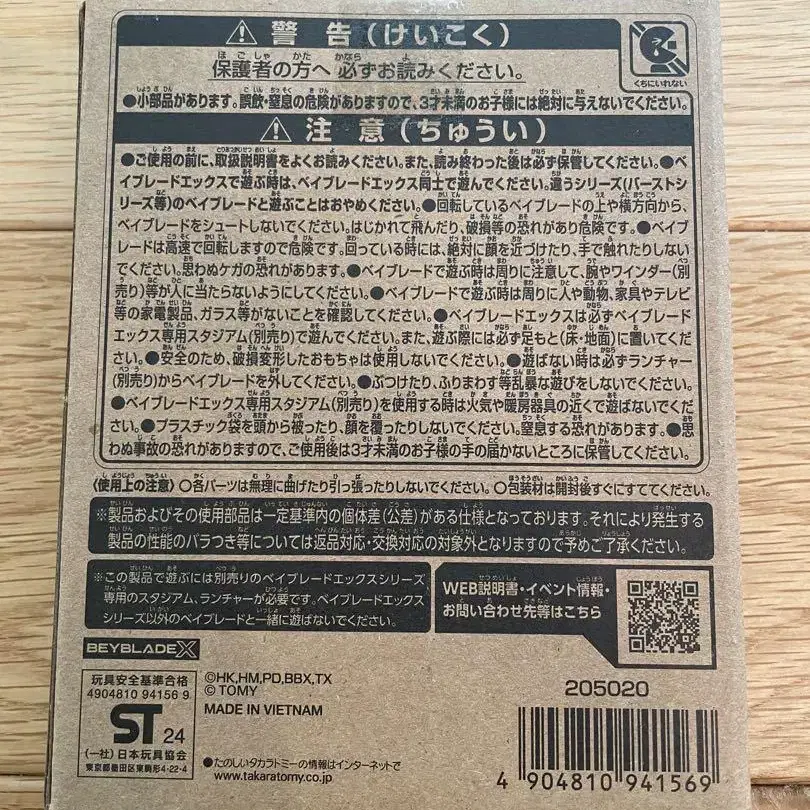 警告(けいこく)
保護者の方へ 必ずお読みください。
くちにいれない
●小部品があります。誤飲・窒息の危険がありますので、3才未満のお子様には絶対に与えないでください。
注意(ちゅうい)
●ご使用の前に、取扱説明書をよくお読みください。また、読み終わった後は必ず保管してください。●ベ
イブレードエックスで遊ぶ時は、ベイブレードエックス同士で遊んでください。違うシリーズ(バーストシ
リーズ等)のベイブレードと遊ぶことはおやめください。●回転しているベイブレードの上や横方向から、
ベイブレードをシュートしないでください。はじかれて飛んだり、破損等の恐れがあり危険です。●ベイブ
レードは高速で回転しますので危険です。回っている時には、絶対に顔を近づけたり、手で触れたりしな
いでください。思わぬケガの恐れがあります。●ベイブレードで遊ぶ時は周りに注意して、腕やワインダー(別
売り)等が人に当たらないようにしてください。●ベイブレードで遊ぶ時は周りに人や動物、家具やテレビ
等の家電製品、ガラス等がないことを確認してください。●ベイブレードエックスは必ずベイブレード
エックス専用スタジアム(別売り)で遊んでください。また、遊ぶ際には必ず足もと(床・地面)に置いてくだ
さい。●安全のため、破損変形したおもちゃは使用しないでください。●遊ばない時は必ずランチャー
(別売り)からベイブレードを外してください。●ぶつけたり、ふりまわす等乱暴な遊びをしないでください。
●ベイブレードエックス専用スタジアム(別売り)を使用する時は火気や暖房器具の近くで遊ばないでくだ
さい。●プラスチック袋を頭から被ったり、顔を覆ったりしないでください。窒息する恐れがあります。●思
わぬ事故の恐れがありますので、ご使用後は3才未満のお子様の手の届かないところに保管してください。
〈使用上の注意〉 ○各パーツは無理に曲げたり引っ張ったりしないでください。 ○包装材は開封後すぐにすててください。
※製品およびその使用部品は一定基準内の個体差(公差)がある仕様となっております。それにより発生する
製品の性能のバラつき等については返品対応・交換対応の対象外となりますので予めご了承ください。
※この製品で遊ぶには別売りのベイブレードエックスシリーズ
専用のスタジアム、ランチャーが必要です。ベイブレードエックス
シリーズ以外のベイブレードと一緒に遊ばないでください。
WEB説明書・イベント情報・
お問い合わせ先等はこちら
BEYBLADE X
玩具安全基準合格
4904810 94156 9
ST 24
(一社)日本玩具協会
東京都墨田区東駒形4-22-4
©HK,HM,PD,BBX,TX
© TOMY
MADE IN VIETNAM
●たのしいタカラトミーの情報はインターネットで
www.takaratomy.co.jp
205020
4 904810 941569